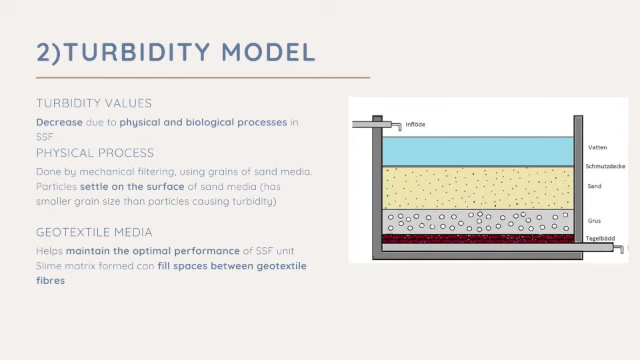 2)TURBIDITY MODEL
TURBIDITY VALUES
Decrease due to physical and biological processes in
SSF
PHYSICAL PROCESS
Done by mechanical filtering, using grains of sand media.
Particles settle on the surface of sand media (has
smaller grain size than particles causing turbidity)
GEOTEXTILE MEDIA
Helps maintain the optimal performance of SSF unit
Slime matrix formed can fill spaces between geotextile
fibres
Inflöde
Vatten
Schmutzdecke
Sand
Grus
Tegelbädd